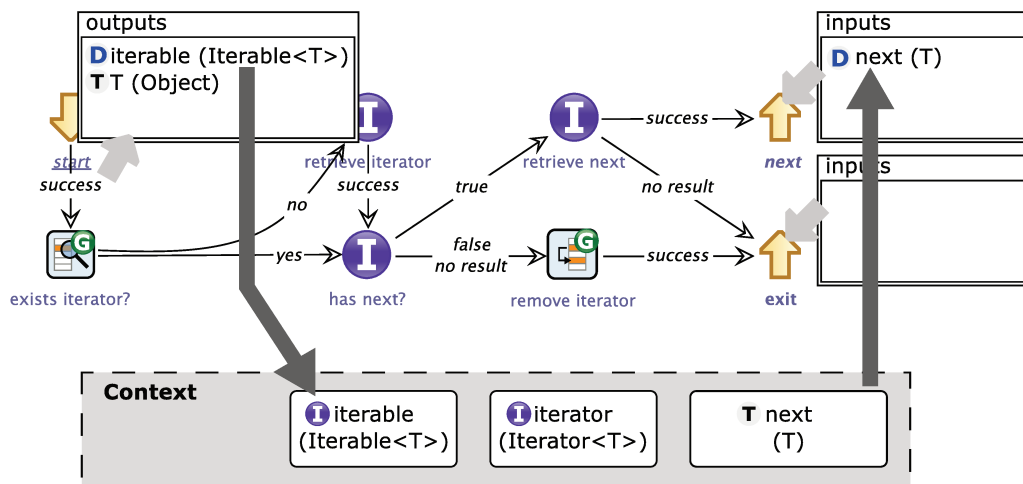 outputs
D iterable (Iterable<T>)
T T (Object)
inputs
D next (T)
start
retrieve iterator
retrieve next
next
success
success
success
no
true
no result
inputs
G
yes
false
no result
G
success
exists iterator?
has next?
remove iterator
exit
Context
I iterable
(Iterable<T>)
I iterator
(Iterator<T>)
T next
(T)
I
I
I